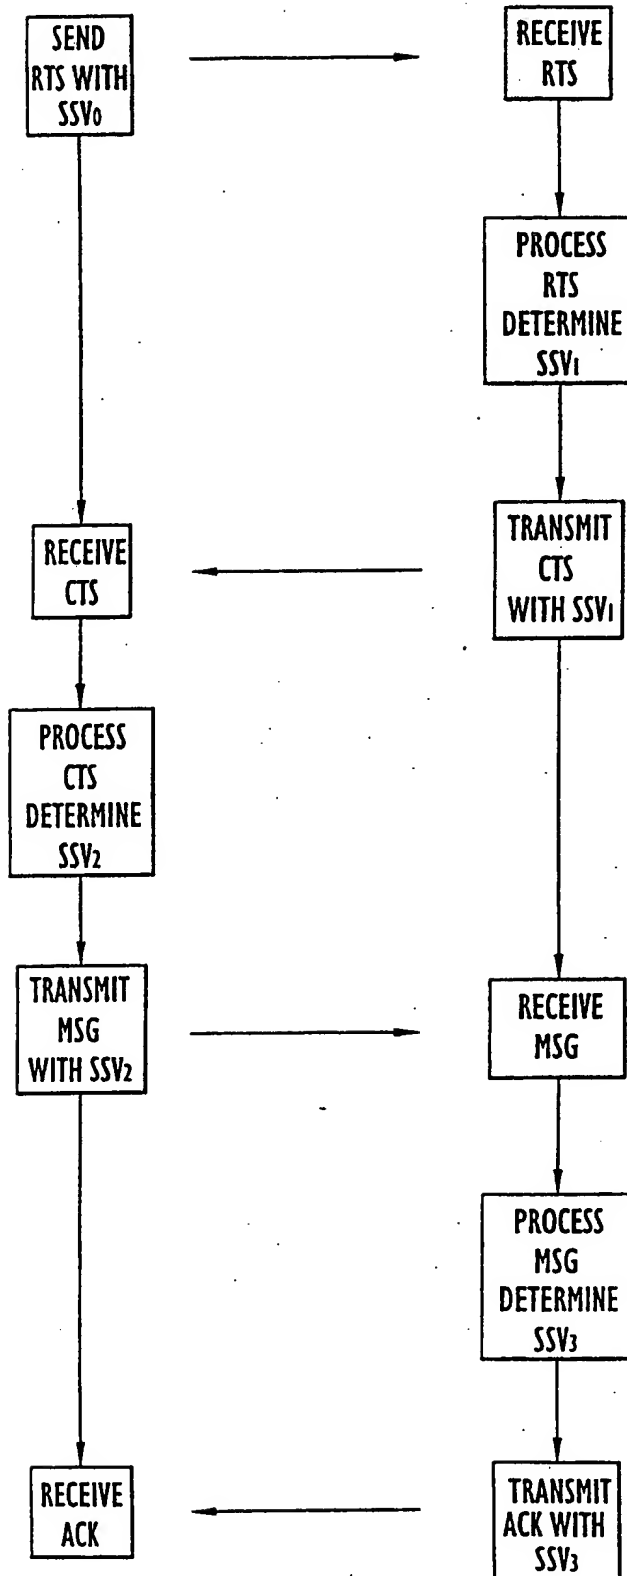 SEND
RTS WITH
SSV0
RECEIVE
RTS
PROCESS
RTS
DETERMINE
SSV1
RECEIVE
CTS
TRANSMIT
CTS
WITH SSV1
PROCESS
CTS
DETERMINE
SSV2
TRANSMIT
MSG
WITH SSV2
RECEIVE
MSG
PROCESS
MSG
DETERMINE
SSV3
RECEIVE
ACK
TRANSMIT
ACK WITH
SSV3